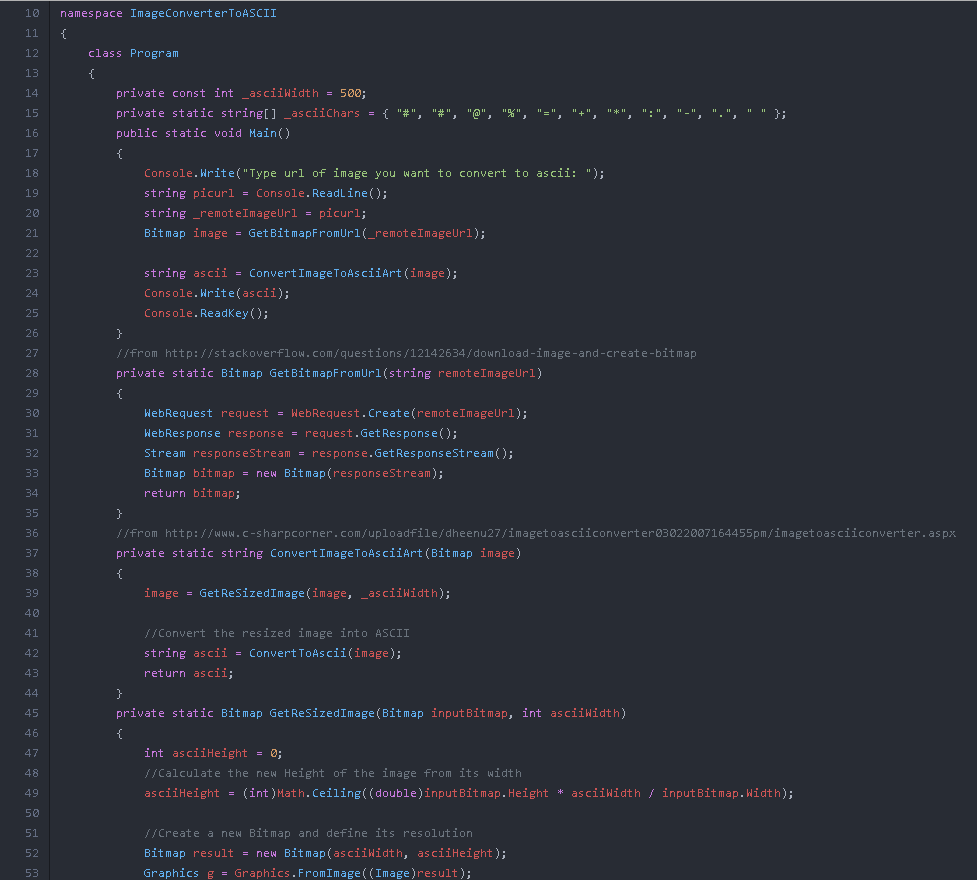 10 namespace ImageConverterToASCII
11 {
12     class Program
13     {
14         private const int _asciiWidth = 500;
15         private static string[] _asciiChars = { "#", "#", "@", "%", "=", "+", "*", ":", "-", ".", " " };
16         public static void Main()
17         {
18             Console.Write("Type url of image you want to convert to ascii: ");
19             string picurl = Console.ReadLine();
20             string _remoteImageUrl = picurl;
21             Bitmap image = GetBitmapFromUrl(_remoteImageUrl);
22
23             string ascii = ConvertImageToAsciiArt(image);
24             Console.Write(ascii);
25             Console.ReadKey();
26         }
27         //from http://stackoverflow.com/questions/12142634/download-image-and-create-bitmap
28         private static Bitmap GetBitmapFromUrl(string remoteImageUrl)
29         {
30             WebRequest request = WebRequest.Create(remoteImageUrl);
31             WebResponse response = request.GetResponse();
32             Stream responseStream = response.GetResponseStream();
33             Bitmap bitmap = new Bitmap(responseStream);
34             return bitmap;
35         }
36         //from http://www.c-sharpcorner.com/uploadfile/dheenu27/imagetoasciiconverter03022007164455pm/imagetoasciiconverter.aspx
37         private static string ConvertImageToAsciiArt(Bitmap image)
38         {
39             image = GetReSizedImage(image, _asciiWidth);
40
41             //Convert the resized image into ASCII
42             string ascii = ConvertToAscii(image);
43             return ascii;
44         }
45         private static Bitmap GetReSizedImage(Bitmap inputBitmap, int asciiWidth)
46         {
47             int asciiHeight = 0;
48             //Calculate the new Height of the image from its width
49             asciiHeight = (int)Math.Ceiling((double)inputBitmap.Height * asciiWidth / inputBitmap.Width);
50
51             //Create a new Bitmap and define its resolution
52             Bitmap result = new Bitmap(asciiWidth, asciiHeight);
53             Graphics g = Graphics.FromImage((Image)result);